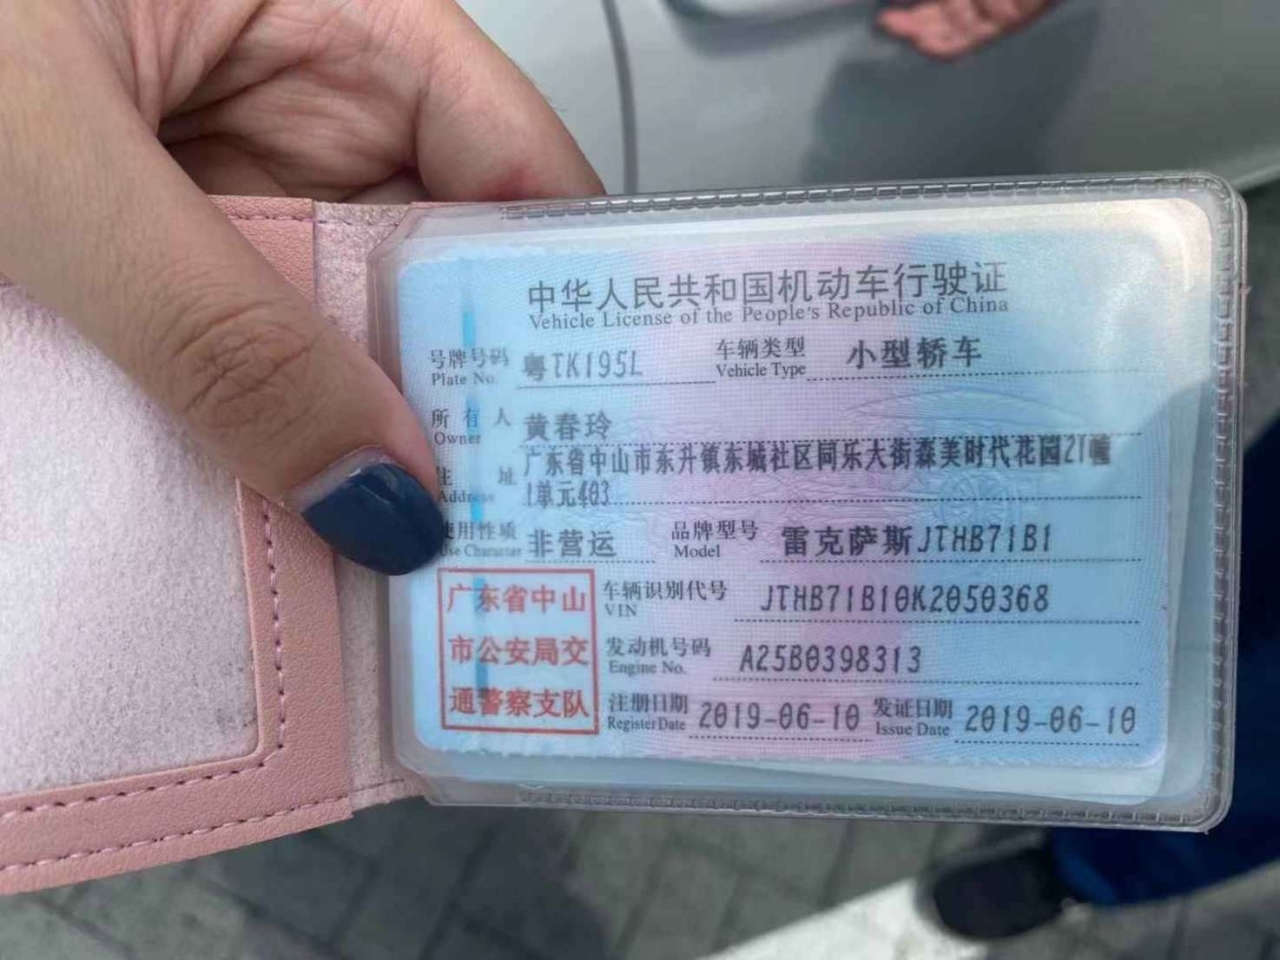 中华人民共和国机动车行驶证
Vehicle License of the People's Republic of China
号牌号码 粤TK195L 车辆类型 小型轿车
Plate No. Vehicle Type
所有人 黄春玲
Owner
住址 广东省中山市东升镇东城社区同乐大街森美时代花园21幢
Address 1单元403
使用性质 非营运 品牌型号 雷克萨斯JTHB71B1
Use Character Model
广东省中山 车辆识别代号 JTHB71B10K2050368
VIN
市公安局交 发动机号码 A25B0398313
Engine No.
通警察支队 注册日期 2019-06-10 发证日期 2019-06-10
Register Date Issue Date